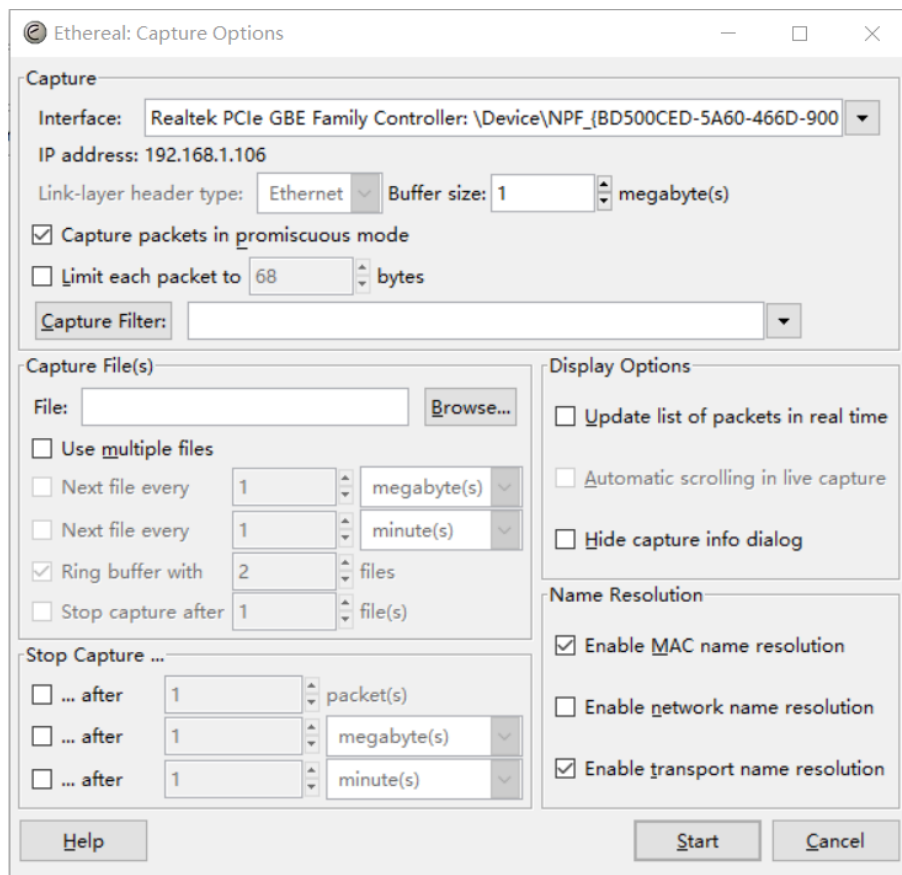 Ethereal: Capture Options
Capture
Interface: Realtek PCIe GBE Family Controller: \Device\NPF_{BD500CED-5A60-466D-900
IP address: 192.168.1.106
Link-layer header type: Ethernet Buffer size: 1 megabyte(s)
Capture packets in promiscuous mode
Limit each packet to 68 bytes
Capture Filter:
Capture File(s)
File: Browse...
Use multiple files
Next file every 1 megabyte(s)
Next file every 1 minute(s)
Ring buffer with 2 files
Stop capture after 1 file(s)
Stop Capture ...
... after 1 packet(s)
... after 1 megabyte(s)
... after 1 minute(s)
Display Options
Update list of packets in real time
Automatic scrolling in live capture
Hide capture info dialog
Name Resolution
Enable MAC name resolution
Enable network name resolution
Enable transport name resolution
Help Start Cancel